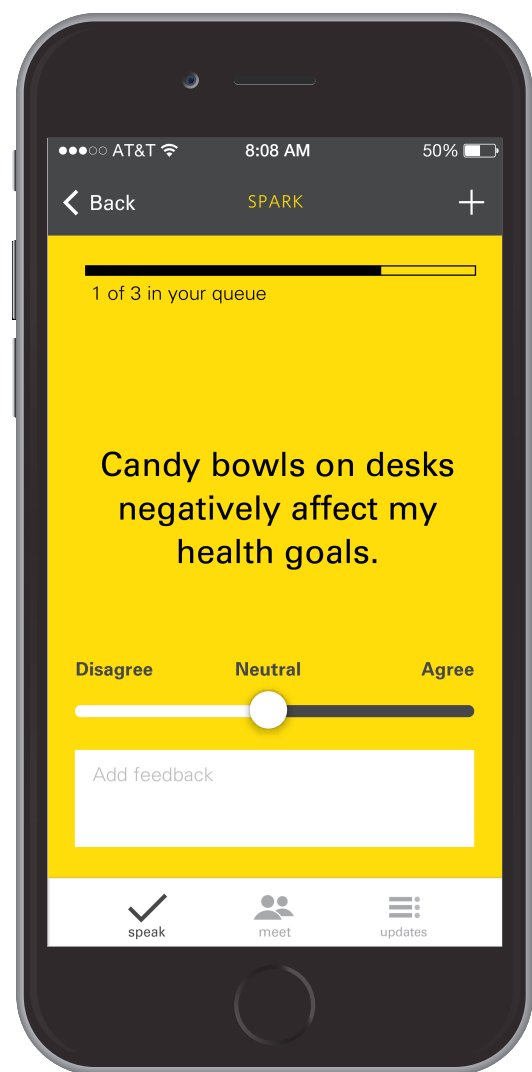 AT&T 8:08 AM 50%
Back SPARK
1 of 3 in your queue
Candy bowls on desks
negatively affect my
health goals.
Disagree Neutral Agree
Add feedback
speak meet updates